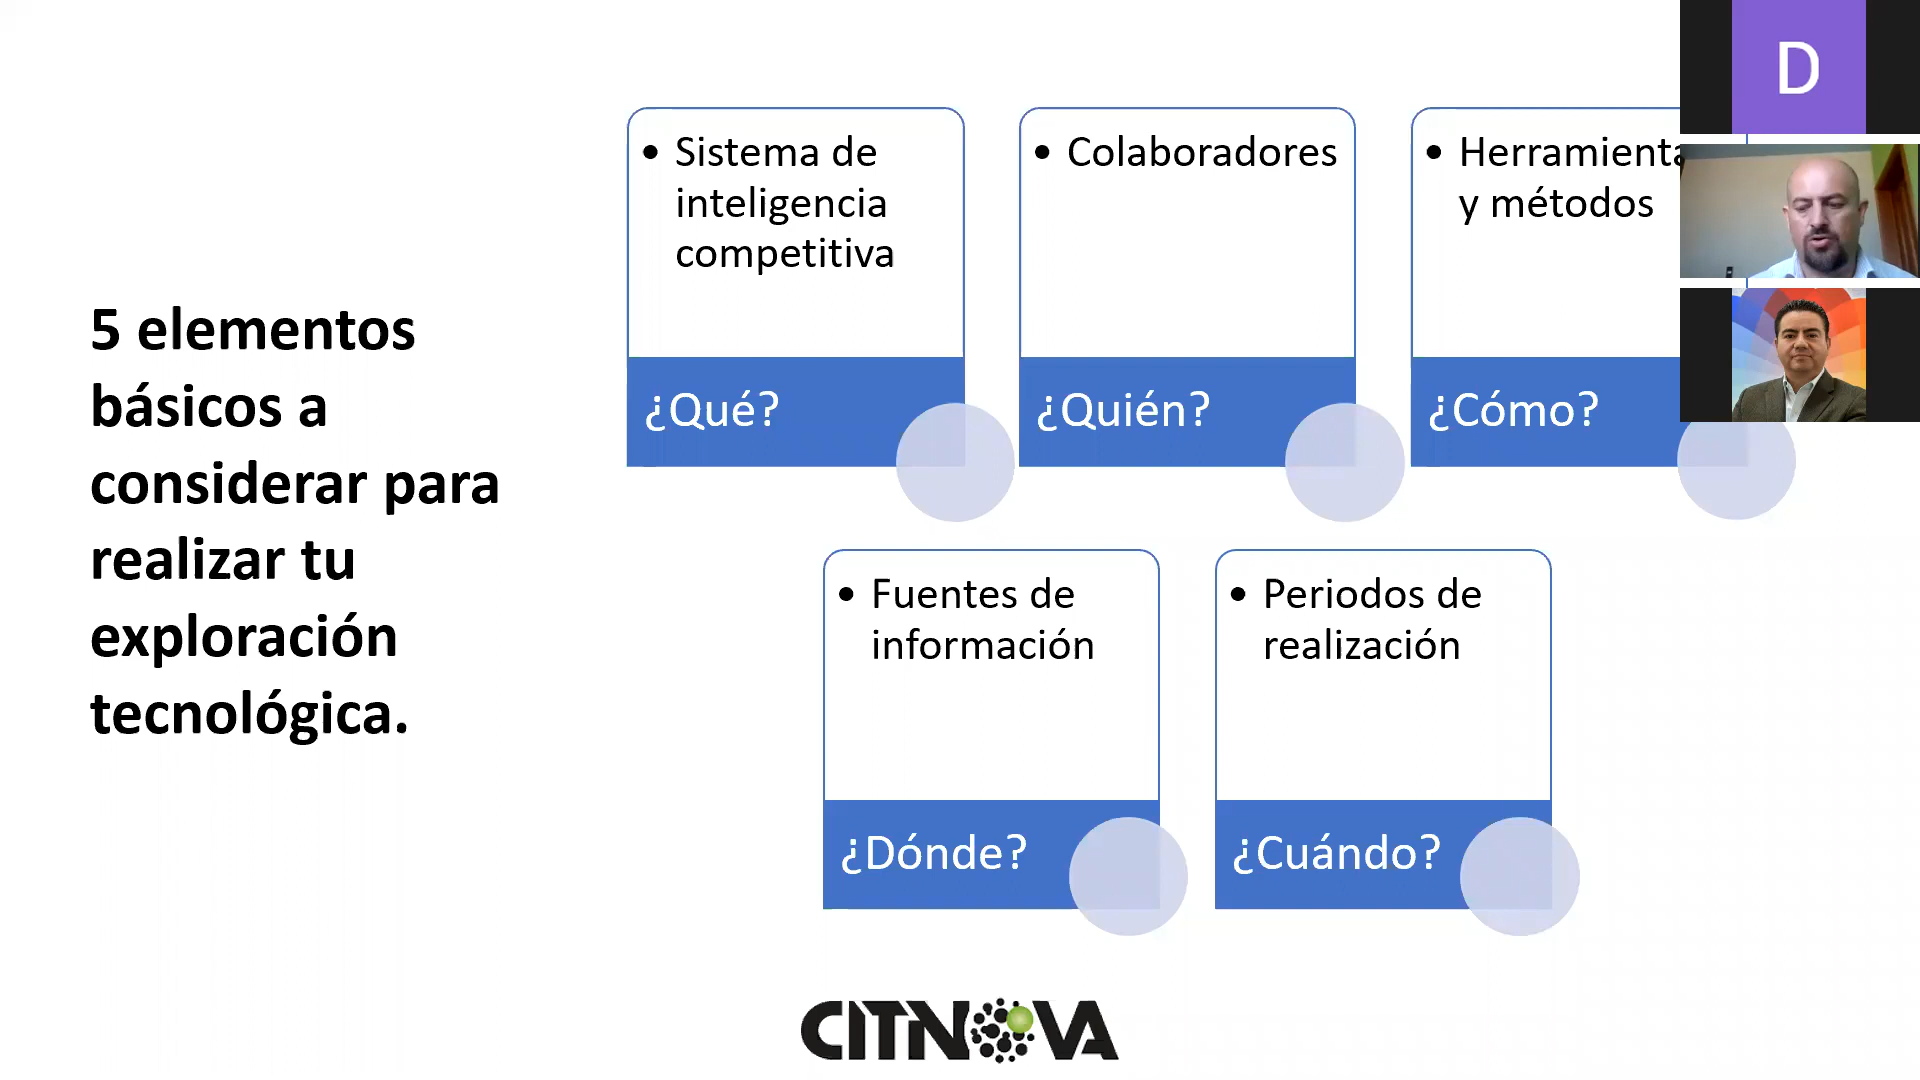 5 elementos
básicos a
considerar para
realizar tu
exploración
tecnológica.
• Sistema de
inteligencia
competitiva
¿Qué?
• Colaboradores
¿Quién?
• Herramienta
y métodos
¿Cómo?
• Fuentes de
información
¿Dónde?
• Periodos de
realización
¿Cuándo?
CITNOVA
D